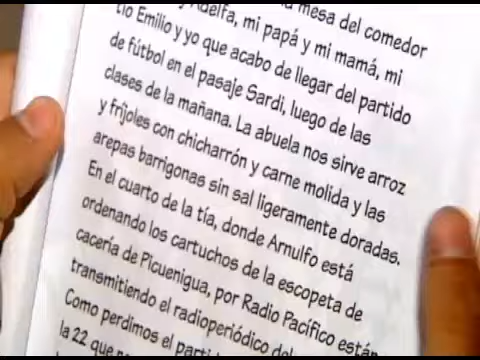 mesa del comedor
y Adelfa, mi papá y mi mamá, mi
tío Emilio y yo que acabo de llegar del partido
de fútbol en el pasaje Sardi, luego de las
clases de la mañana. La abuela nos sirve arroz
y fríjoles con chicharrón y carne molida y las
arepas barrigonas sin sal ligeramente doradas.
En el cuarto de la tía, donde Arnulfo está
ordenando los cartuchos de la escopeta de
cacería de Picuenigua, por Radio Pacífico están
transmitiendo el radioperiódico del
Como perdimos el parti
la 22 que